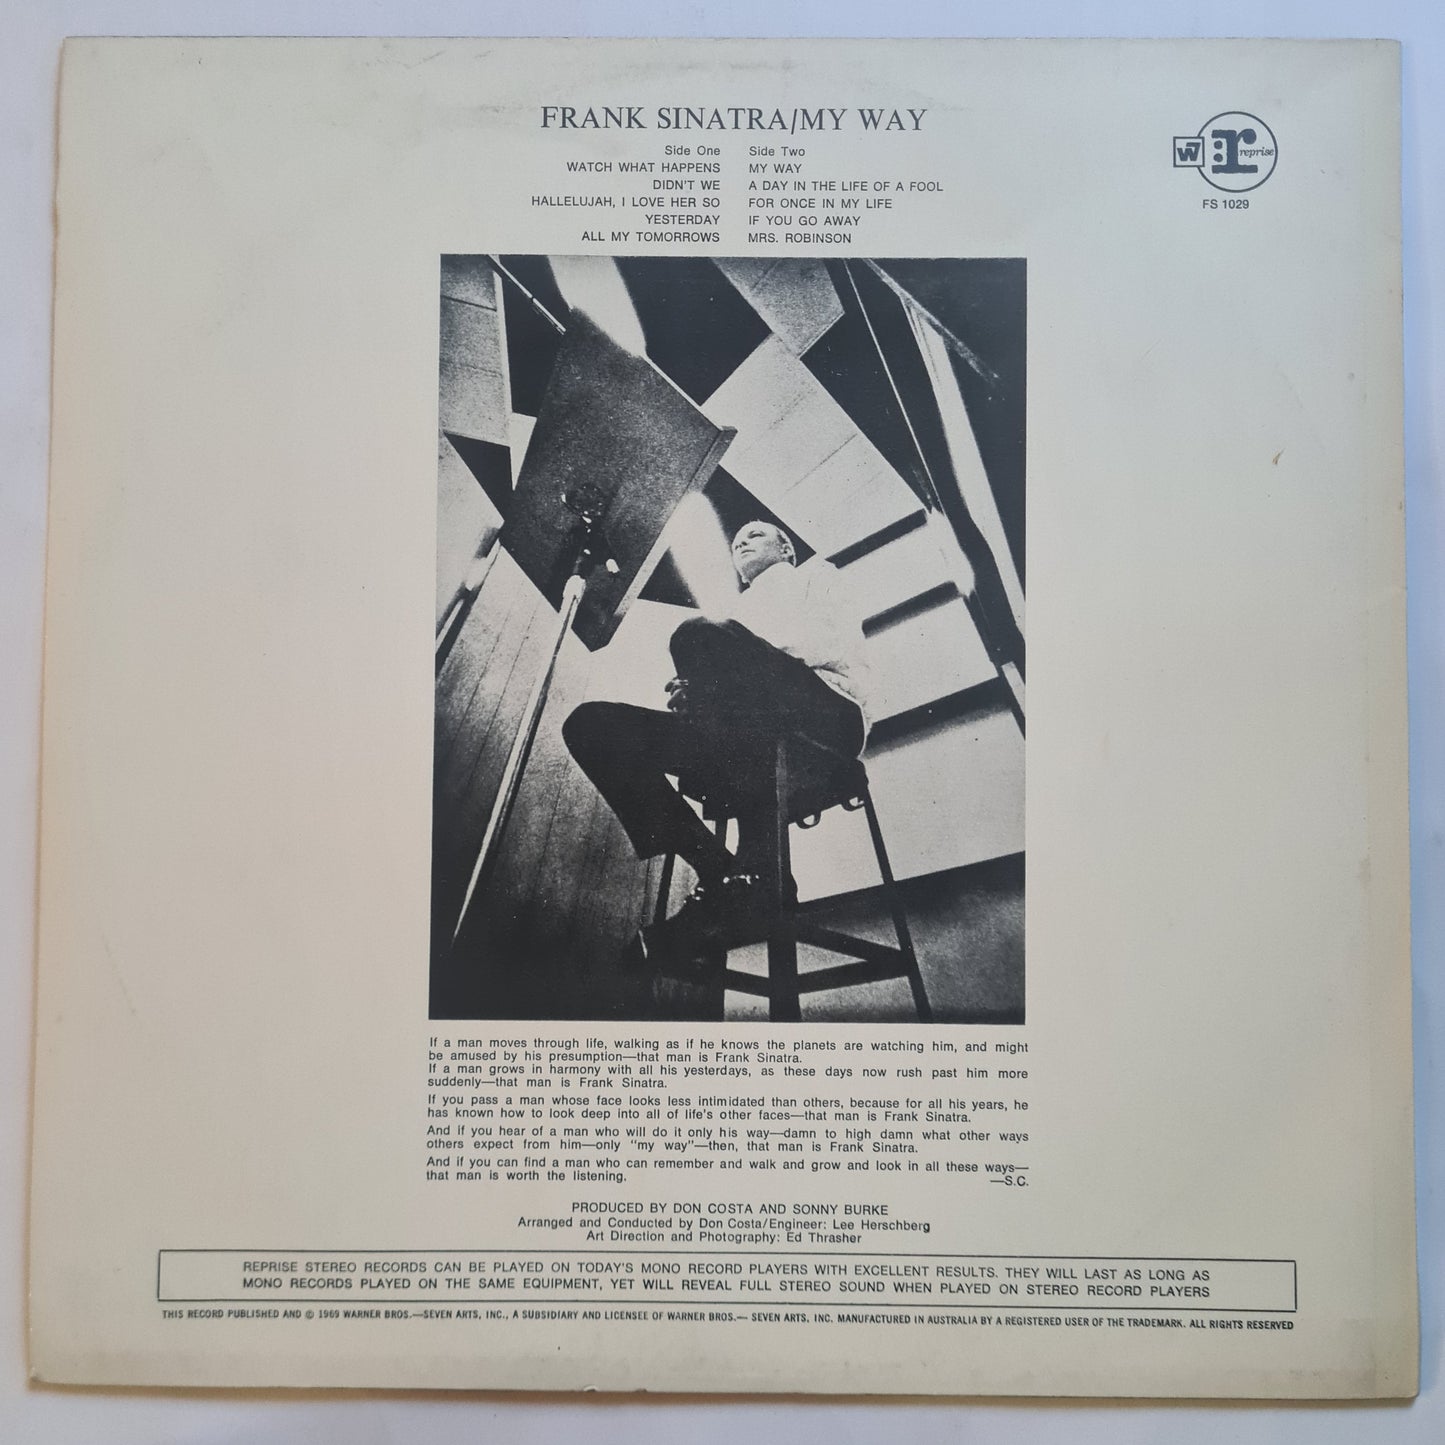 FRANK SINATRA/MY WAY
Side One
WATCH WHAT HAPPENS
DIDN'T WE
HALLELUJAH, I LOVE HER SO
YESTERDAY
ALL MY TOMORROWS
Side Two
MY WAY
A DAY IN THE LIFE OF A FOOL
FOR ONCE IN MY LIFE
IF YOU GO AWAY
MRS. ROBINSON
W7
r: reprise
FS 1029
If a man moves through life, walking as if he knows the planets are watching him, and might
be amused by his presumption—that man is Frank Sinatra.
If a man grows in harmony with all his yesterdays, as these days now rush past him more
suddenly—that man is Frank Sinatra.
If you pass a man whose face looks less intimidated than others, because for all his years, he
has known how to look deep into all of life's other faces—that man is Frank Sinatra.
And if you hear of a man who will do it only his way—damn to high damn what other ways
others expect from him—only "my way"—then, that man is Frank Sinatra.
And if you can find a man who can remember and walk and grow and look in all these ways—
that man is worth the listening.
—S.C.
PRODUCED BY DON COSTA AND SONNY BURKE
Arranged and Conducted by Don Costa/Engineer: Lee Herschberg
Art Direction and Photography: Ed Thrasher
REPRISE STEREO RECORDS CAN BE PLAYED ON TODAY'S MONO RECORD PLAYERS WITH EXCELLENT RESULTS. THEY WILL LAST AS LONG AS
MONO RECORDS PLAYED ON THE SAME EQUIPMENT, YET WILL REVEAL FULL STEREO SOUND WHEN PLAYED ON STEREO RECORD PLAYERS
THIS RECORD PUBLISHED AND © 1969 WARNER BROS.—SEVEN ARTS, INC., A SUBSIDIARY AND LICENSEE OF WARNER BROS.— SEVEN ARTS, INC. MANUFACTURED IN AUSTRALIA BY A REGISTERED USER OF THE TRADEMARK. ALL RIGHTS RESERVED